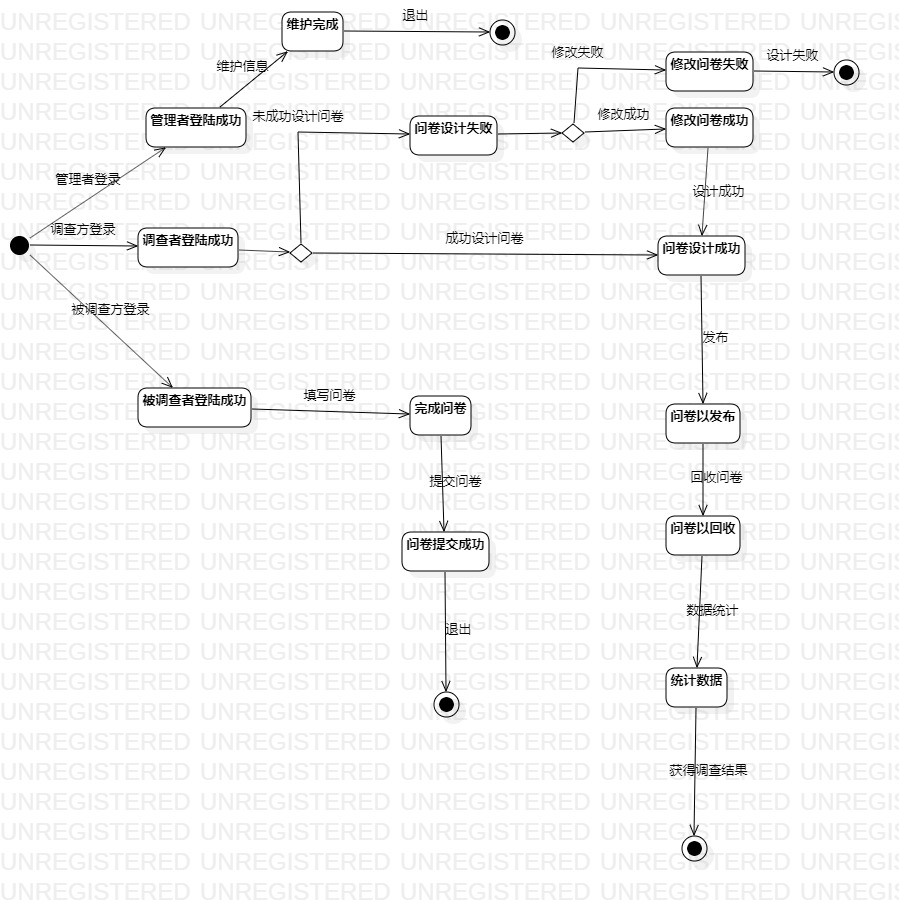 退出
维护完成
修改失败
设计失败
维护信息
修改问卷失败
管理者登陆成功
未成功设计问卷
问卷设计失败
修改成功
修改问卷成功
管理者登录
设计成功
调查方登录
调查者登陆成功
成功设计问卷
问卷设计成功
被调查方登录
发布
被调查者登陆成功
填写问卷
完成问卷
问卷以发布
提交问卷
回收问卷
问卷提交成功
问卷以回收
退出
数据统计
统计数据
获得调查结果
UNREGISTERED